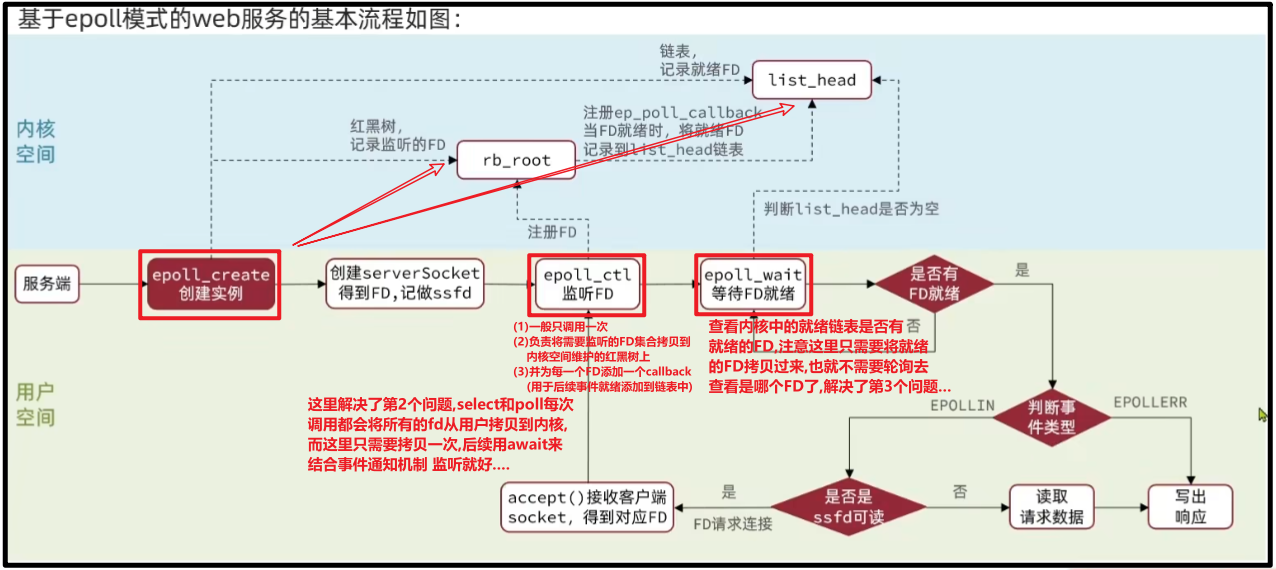 基于epoll模式的web服务的基本流程如图：
链表，
记录就绪FD
list_head
内核
空间
红黑树，
记录监听的FD
rb_root
注册ep_poll_callback
当FD就绪时，将就绪FD
记录到list_head链表
注册FD
判断list_head是否为空
服务端
epoll_create
创建实例
创建serverSocket
得到FD,记做ssfd
epoll_ctl
监听FD
epoll_wait
等待FD就绪
是否有
FD就绪
是
否
(1)一般只调用一次
(2)负责将需要监听的FD集合拷贝到
内核空间维护的红黑树上
(3)并为每一个FD添加一个callback
(用于后续事件就绪添加到链表中)
查看内核中的就绪链表是否有
就绪的FD,注意这里只需要将就绪
的FD拷贝过来,也就不需要轮询去
查看是哪个FD了,解决了第3个问题...
用户
空间
这里解决了第2个问题,select和poll每次
调用都会将所有的fd从用户拷贝到内核,
而这里只需要拷贝一次,后续用await来
结合事件通知机制 监听就好....
EPOLLIN
判断事
件类型
EPOLLERR
accept()接收客户端
socket，得到对应FD
是
FD请求连接
是否是
ssfd可读
否
读取
请求数据
写出
响应